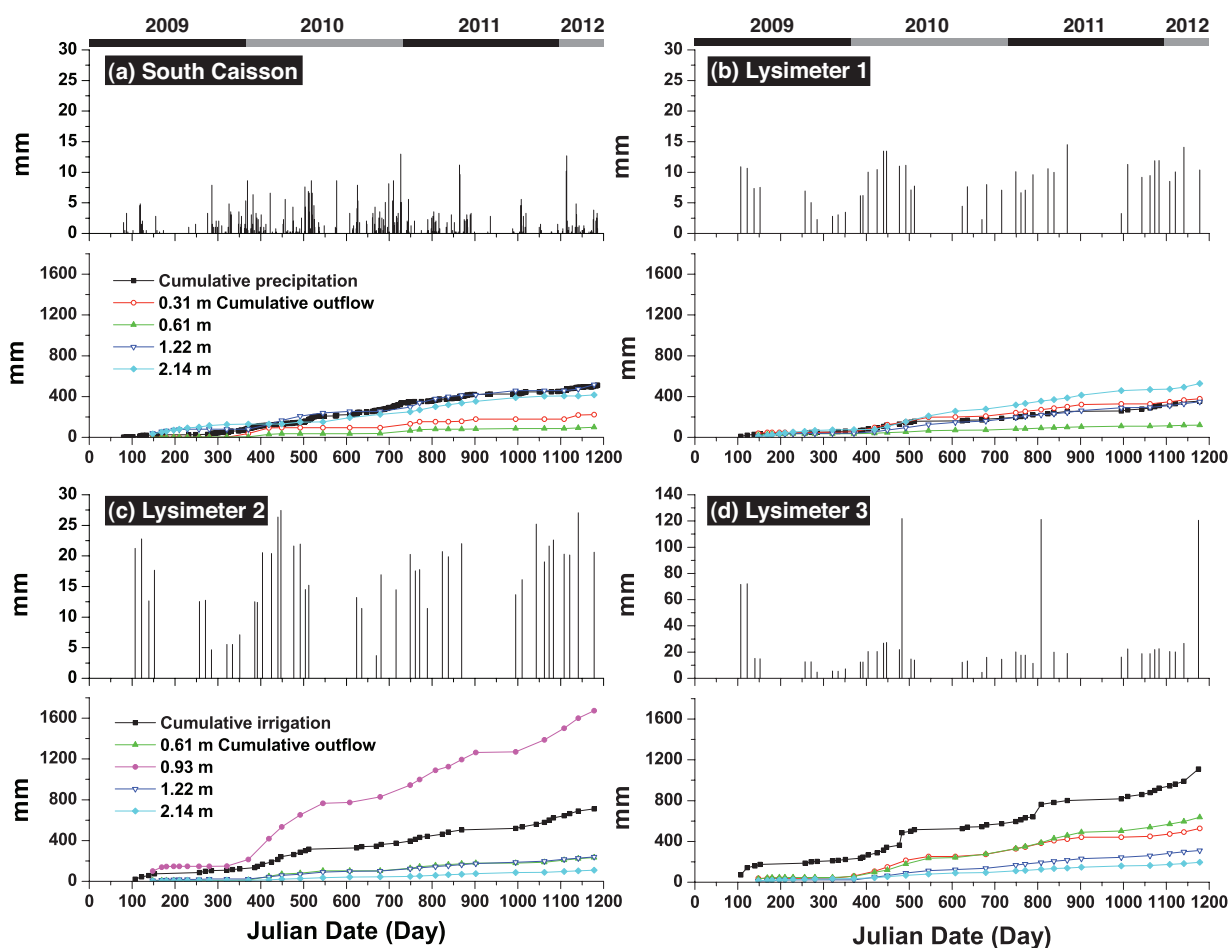 2009 2010 2011 2012
2009 2010 2011 2012
(a) South Caisson
mm
30
25
20
15
10
5
0
mm
1600
1200
800
400
0
Cumulative precipitation
0.31 m Cumulative outflow
0.61 m
1.22 m
2.14 m
0 100 200 300 400 500 600 700 800 900 1000 1100 1200
(b) Lysimeter 1
mm
30
25
20
15
10
5
0
mm
1600
1200
800
400
0
0 100 200 300 400 500 600 700 800 900 1000 1100 1200
(c) Lysimeter 2
mm
30
25
20
15
10
5
0
mm
1600
1200
800
400
0
Cumulative irrigation
0.61 m Cumulative outflow
0.93 m
1.22 m
2.14 m
0 100 200 300 400 500 600 700 800 900 1000 1100 1200
Julian Date (Day)
(d) Lysimeter 3
mm
140
120
100
80
60
40
20
0
mm
1600
1200
800
400
0
0 100 200 300 400 500 600 700 800 900 1000 1100 1200
Julian Date (Day)